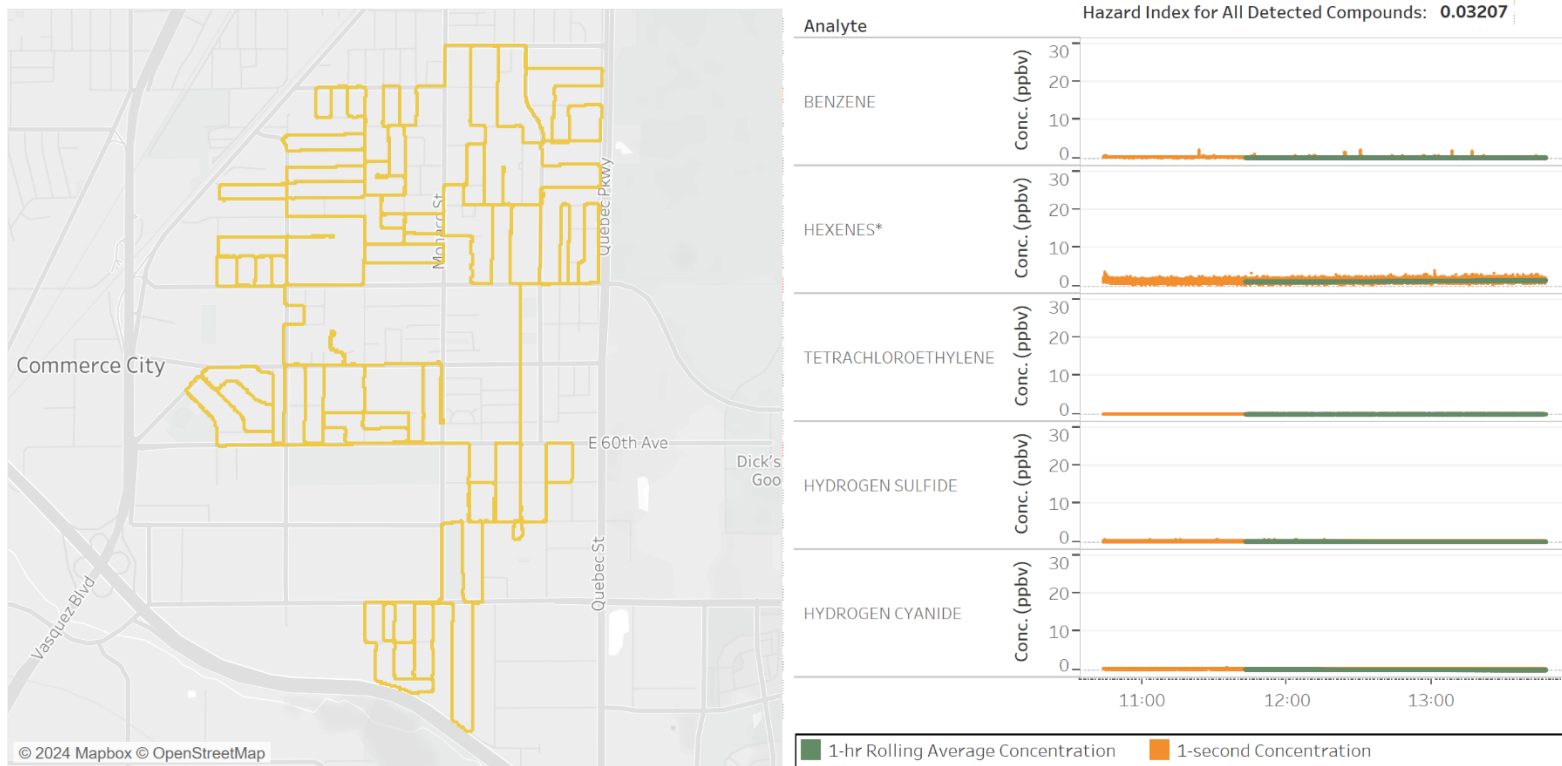 Commerce City
Monaco St
Quebec Pkwy
E 60th Ave
Dick's
Goo
Quebec St
Vasquez Blvd
© 2024 Mapbox © OpenStreetMap
Hazard Index for All Detected Compounds: 0.03207
Analyte
BENZENE
Conc. (ppbv)
30
20
10
0
HEXENES*
Conc. (ppbv)
30
20
10
0
TETRACHLOROETHYLENE
Conc. (ppbv)
30
20
10
0
HYDROGEN SULFIDE
Conc. (ppbv)
30
20
10
0
HYDROGEN CYANIDE
Conc. (ppbv)
30
20
10
0
11:00 12:00 13:00
1-hr Rolling Average Concentration 1-second Concentration